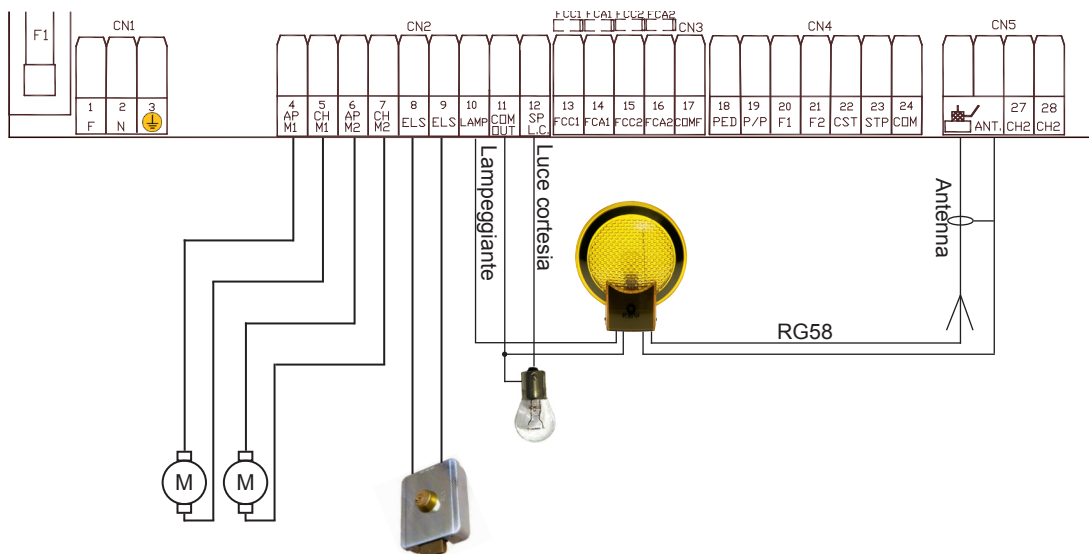 FCC1 FCA1 FCC2 FCA2
F1 CN1 CN2 CN3 CN4 CN5
1 2 3 4 5 6 7 8 9 10 11 12 13 14 15 16 17 18 19 20 21 22 23 24 27 28
F N AP M1 CH M1 AP M2 CH M2 ELS ELS LAMP COM OUT SP L.C. FCC1 FCA1 FCC2 FCA2 COMF PED P/P F1 F2 CST STP COM ANT. CH2 CH2
Lampeggiante
Luce cortesia
Antenna
RG58
M M